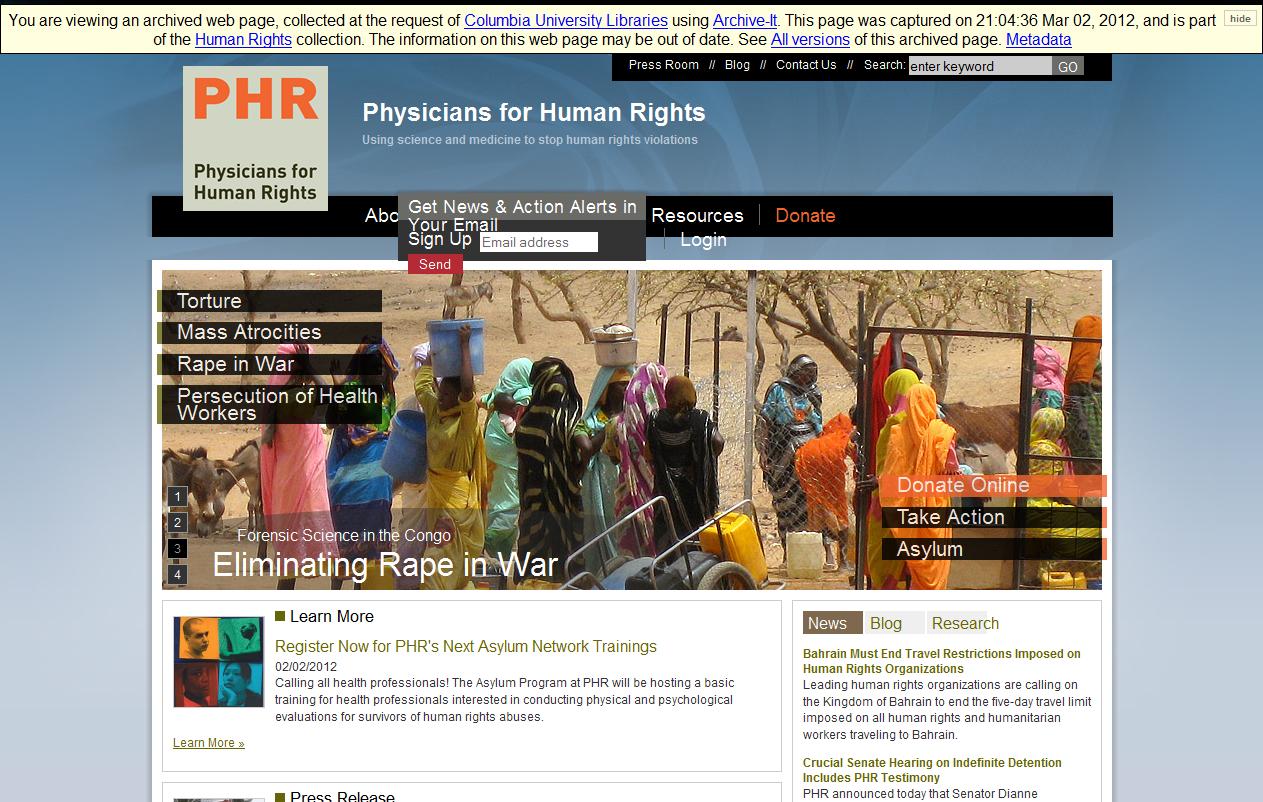 You are viewing an archived web page, collected at the request of Columbia University Libraries using Archive-It. This page was captured on 21:04:36 Mar 02, 2012, and is part
of the Human Rights collection. The information on this web page may be out of date. See All versions of this archived page. Metadata
hide
Press Room // Blog // Contact Us // Search: enter keyword GO
PHR
Physicians for
Human Rights
Physicians for Human Rights
Using science and medicine to stop human rights violations
Abo
Get News & Action Alerts in
Your Email
Sign Up Email address
Send
Resources
Donate
Login
Torture
Mass Atrocities
Rape in War
Persecution of Health
Workers
1
2
3
4
Forensic Science in the Congo
Eliminating Rape in War
Donate Online
Take Action
Asylum
Learn More
Register Now for PHR's Next Asylum Network Trainings
02/02/2012
Calling all health professionals! The Asylum Program at PHR will be hosting a basic
training for health professionals interested in conducting physical and psychological
evaluations for survivors of human rights abuses.
Learn More »
Press Release
News Blog Research
Bahrain Must End Travel Restrictions Imposed on
Human Rights Organizations
Leading human rights organizations are calling on
the Kingdom of Bahrain to end the five-day travel limit
imposed on all human rights and humanitarian
workers traveling to Bahrain.
Crucial Senate Hearing on Indefinite Detention
Includes PHR Testimony
PHR announced today that Senator Dianne